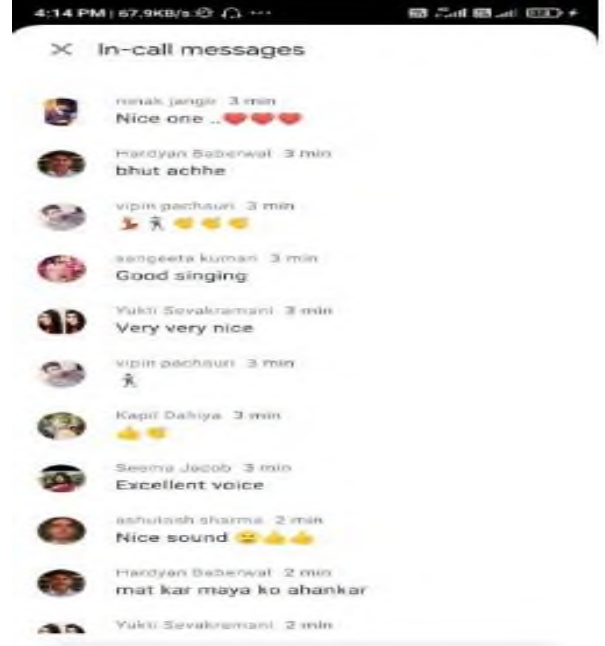 4:14 PM | 67.9KB/s
In-call messages
3 min
Nice one ..❤❤❤
Hardyan Baberwal 3 min
bhut achhe
vipin pachauri 3 min
sangeeta kumari 3 min
Good singing
Yukti Sevakramani 3 min
Very very nice
vipin pachauri 3 min
Kapil Dahiya 3 min
Seema Jacob 3 min
Excellent voice
ashutosh sharma 2 min
Nice sound
Hardyan Baberwal 2 min
mat kar maya ko ahankar
Yukti Sevakramani 2 min